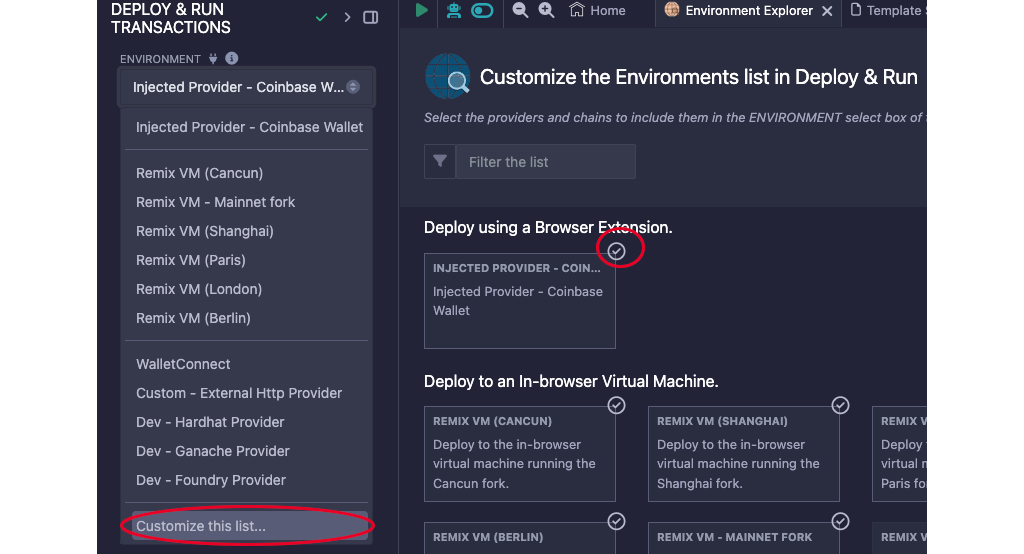 DEPLOY & RUN
TRANSACTIONS
ENVIRONMENT
Injected Provider - Coinbase W...
Injected Provider - Coinbase Wallet
Remix VM (Cancun)
Remix VM - Mainnet fork
Remix VM (Shanghai)
Remix VM (Paris)
Remix VM (London)
Remix VM (Berlin)
WalletConnect
Custom - External Http Provider
Dev - Hardhat Provider
Dev - Ganache Provider
Dev - Foundry Provider
Customize this list...
Home
Environment Explorer
Template
Customize the Environments list in Deploy & Run
Select the providers and chains to include them in the ENVIRONMENT select box of
Filter the list
Deploy using a Browser Extension.
INJECTED PROVIDER - COIN...
Injected Provider - Coinbase
Wallet
Deploy to an In-browser Virtual Machine.
REMIX VM (CANCUN)
Deploy to the in-browser
virtual machine running the
Cancun fork.
REMIX VM (SHANGHAI)
Deploy to the in-browser
virtual machine running the
Shanghai fork.
REMIX V
Deploy
virtual
Paris fo
REMIX VM (BERLIN)
REMIX VM - MAINNET FORK
REMIX V